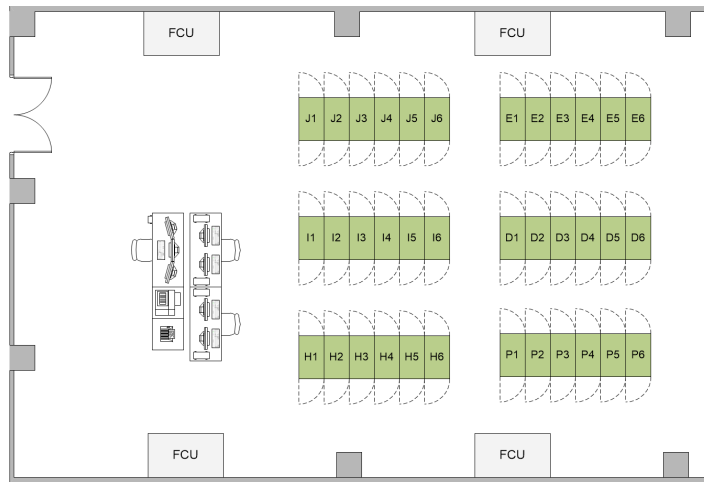 FCU FCU
J1 J2 J3 J4 J5 J6 E1 E2 E3 E4 E5 E6
I1 I2 I3 I4 I5 I6 D1 D2 D3 D4 D5 D6
H1 H2 H3 H4 H5 H6 P1 P2 P3 P4 P5 P6
FCU FCU